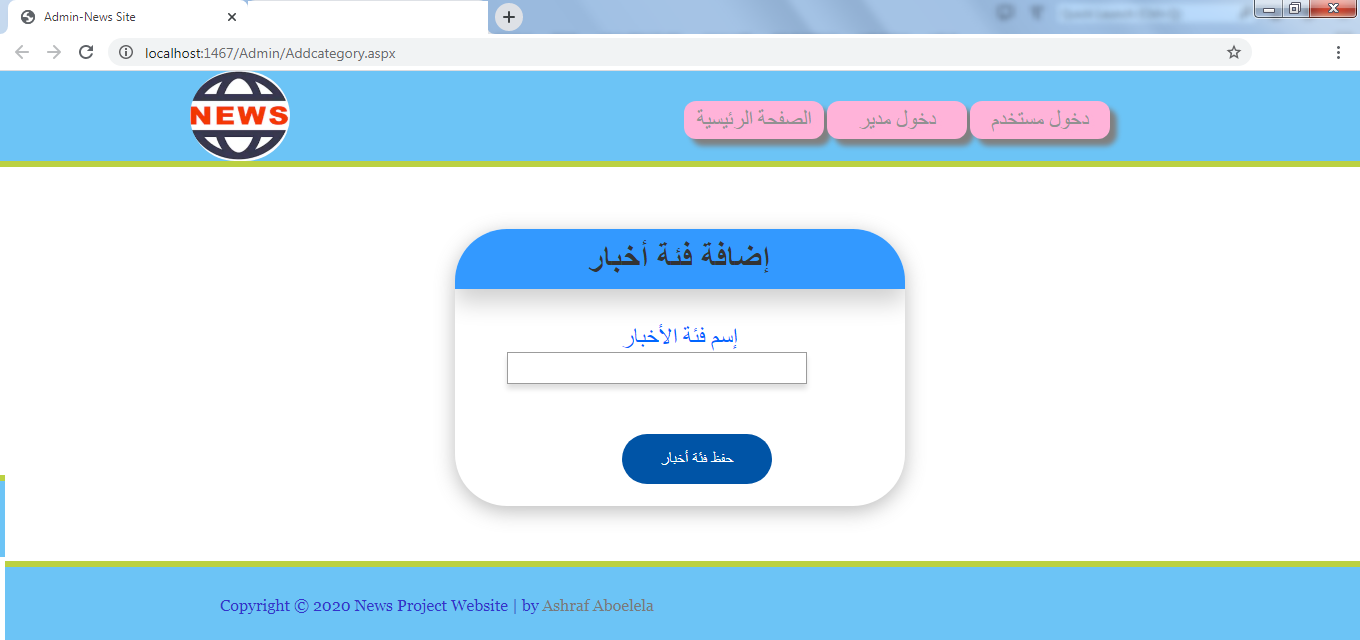 Admin-News Site
localhost:1467/Admin/Addcategory.aspx
NEWS
دخول مستخدم
دخول مدير
الصفحة الرئيسية
إضافة فئة أخبار
إسم فئة الأخبار
حفظ فئة أخبار
Copyright © 2020 News Project Website | by Ashraf Aboelela